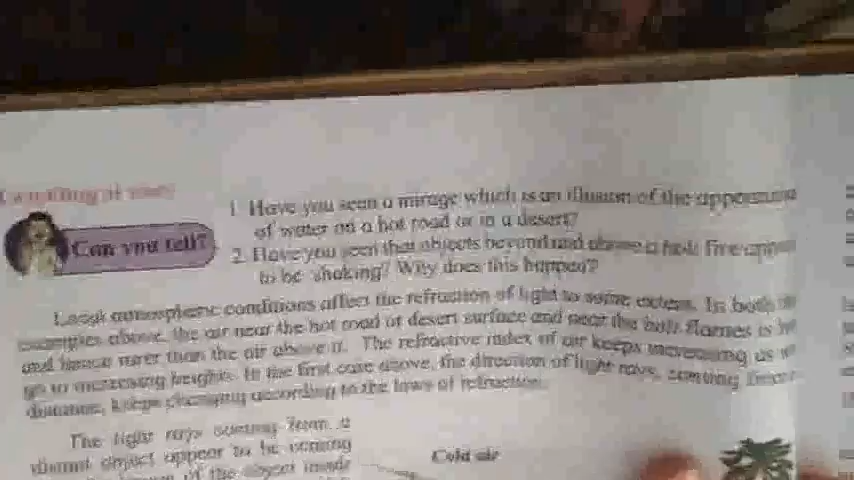 Can you tell?
1. Have you seen a mirage which is an illusion of the appearance
of water on a hot road or in a desert?
2. Have you seen that objects beyond and above a holi fire appear
to be shaking? Why does this happen?
Local atmospheric conditions affect the refraction of light to some extent. In both the
examples above, the air near the hot road or desert surface and near the holi flames is hot
and hence rarer than the air above it. The refractive index of air keeps increasing as we
go to increasing heights. In the first case above, the direction of light rays, coming from a
distance, keeps changing according to the laws of refraction.
The light rays coming from a
distant object appear to be coming
of the object inside
Cold air